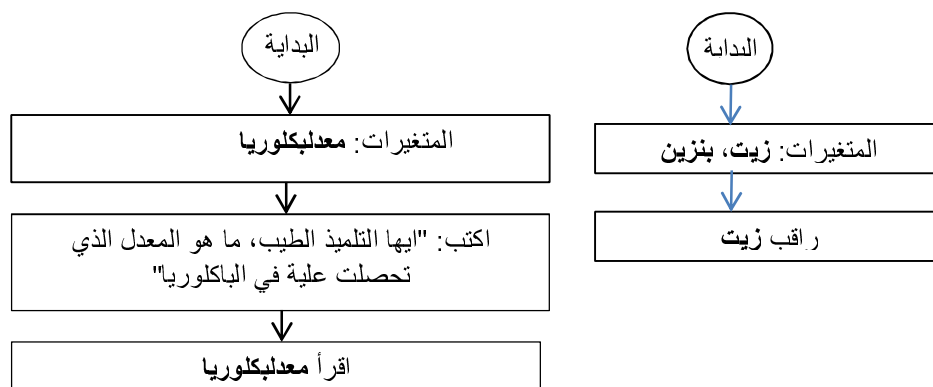 البداية
المتغيرات: زيت، بنزين
راقب زيت
البداية
المتغيرات: معدلبكلوريا
اكتب: "ايها التلميذ الطيب، ما هو المعدل الذي
تحصلت علية في الباكلوريا"
اقرأ معدلبكلوريا